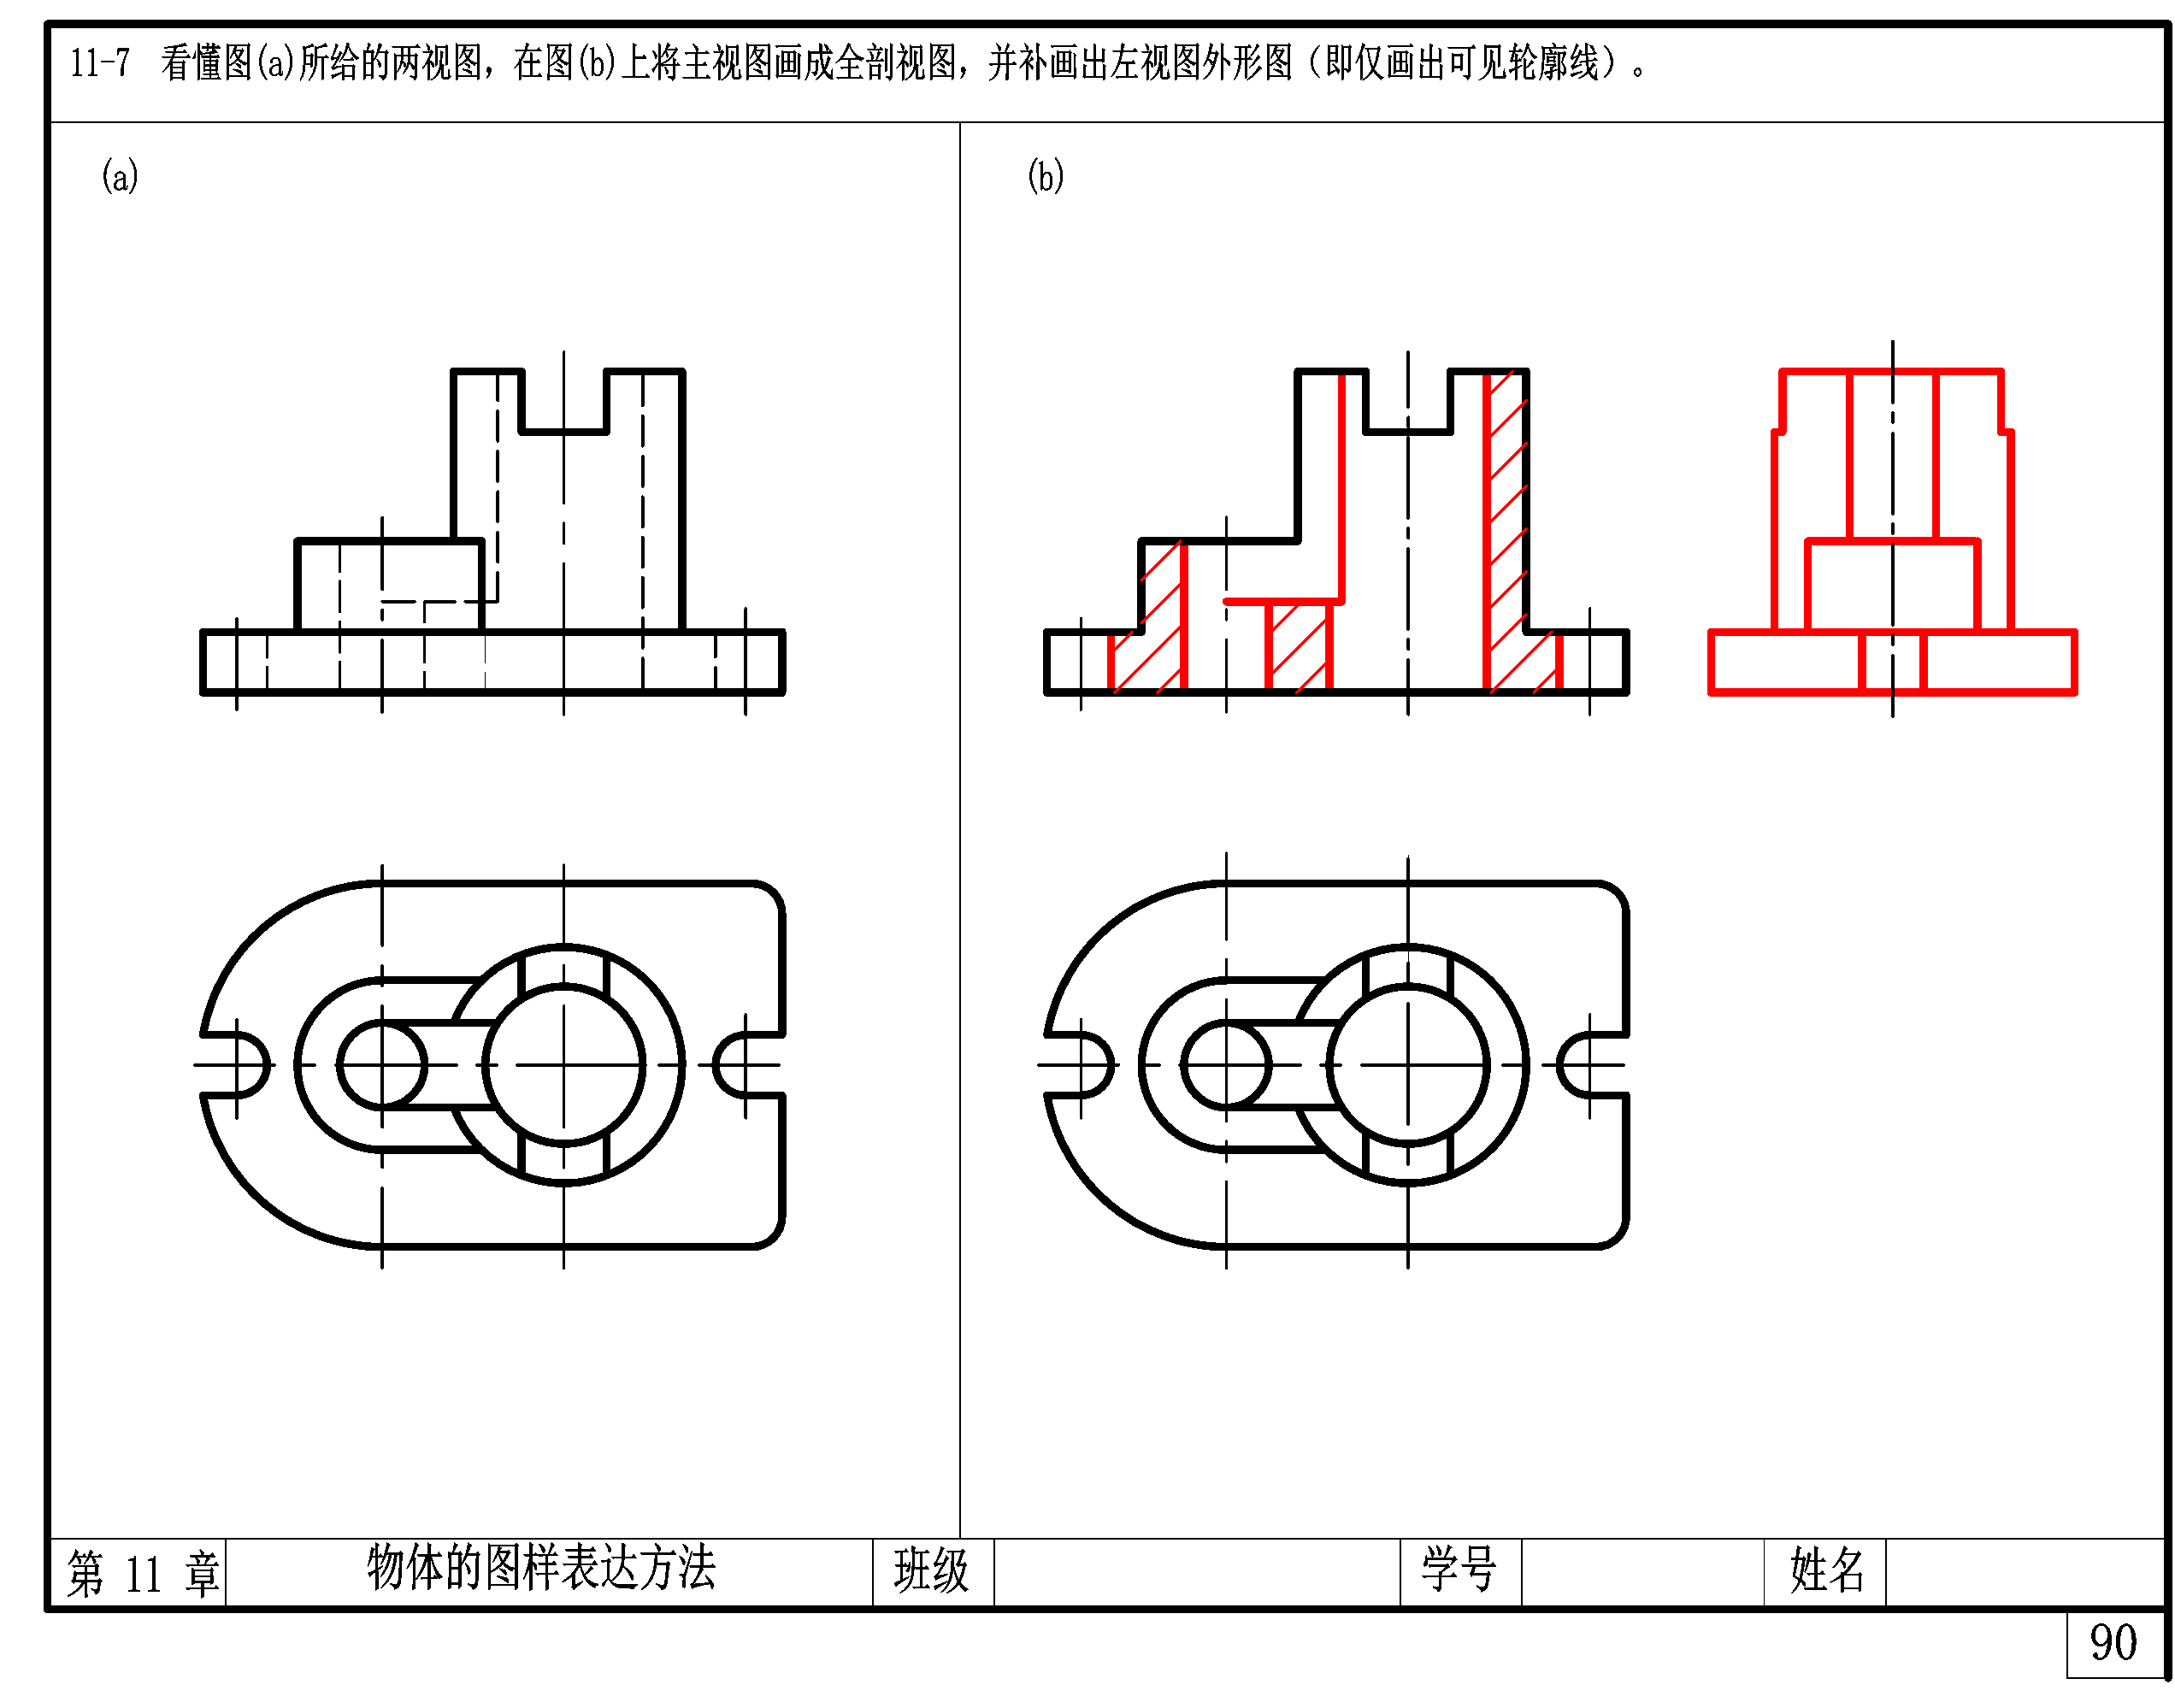 11-7 看懂图(a)所给的两视图，在图(b)上将主视图画成全剖视图，并补画出左视图外形图（即仅画出可见轮廓线）。
(a)
(b)
第 11 章 物体的图样表达方法 班级 学号 姓名
90